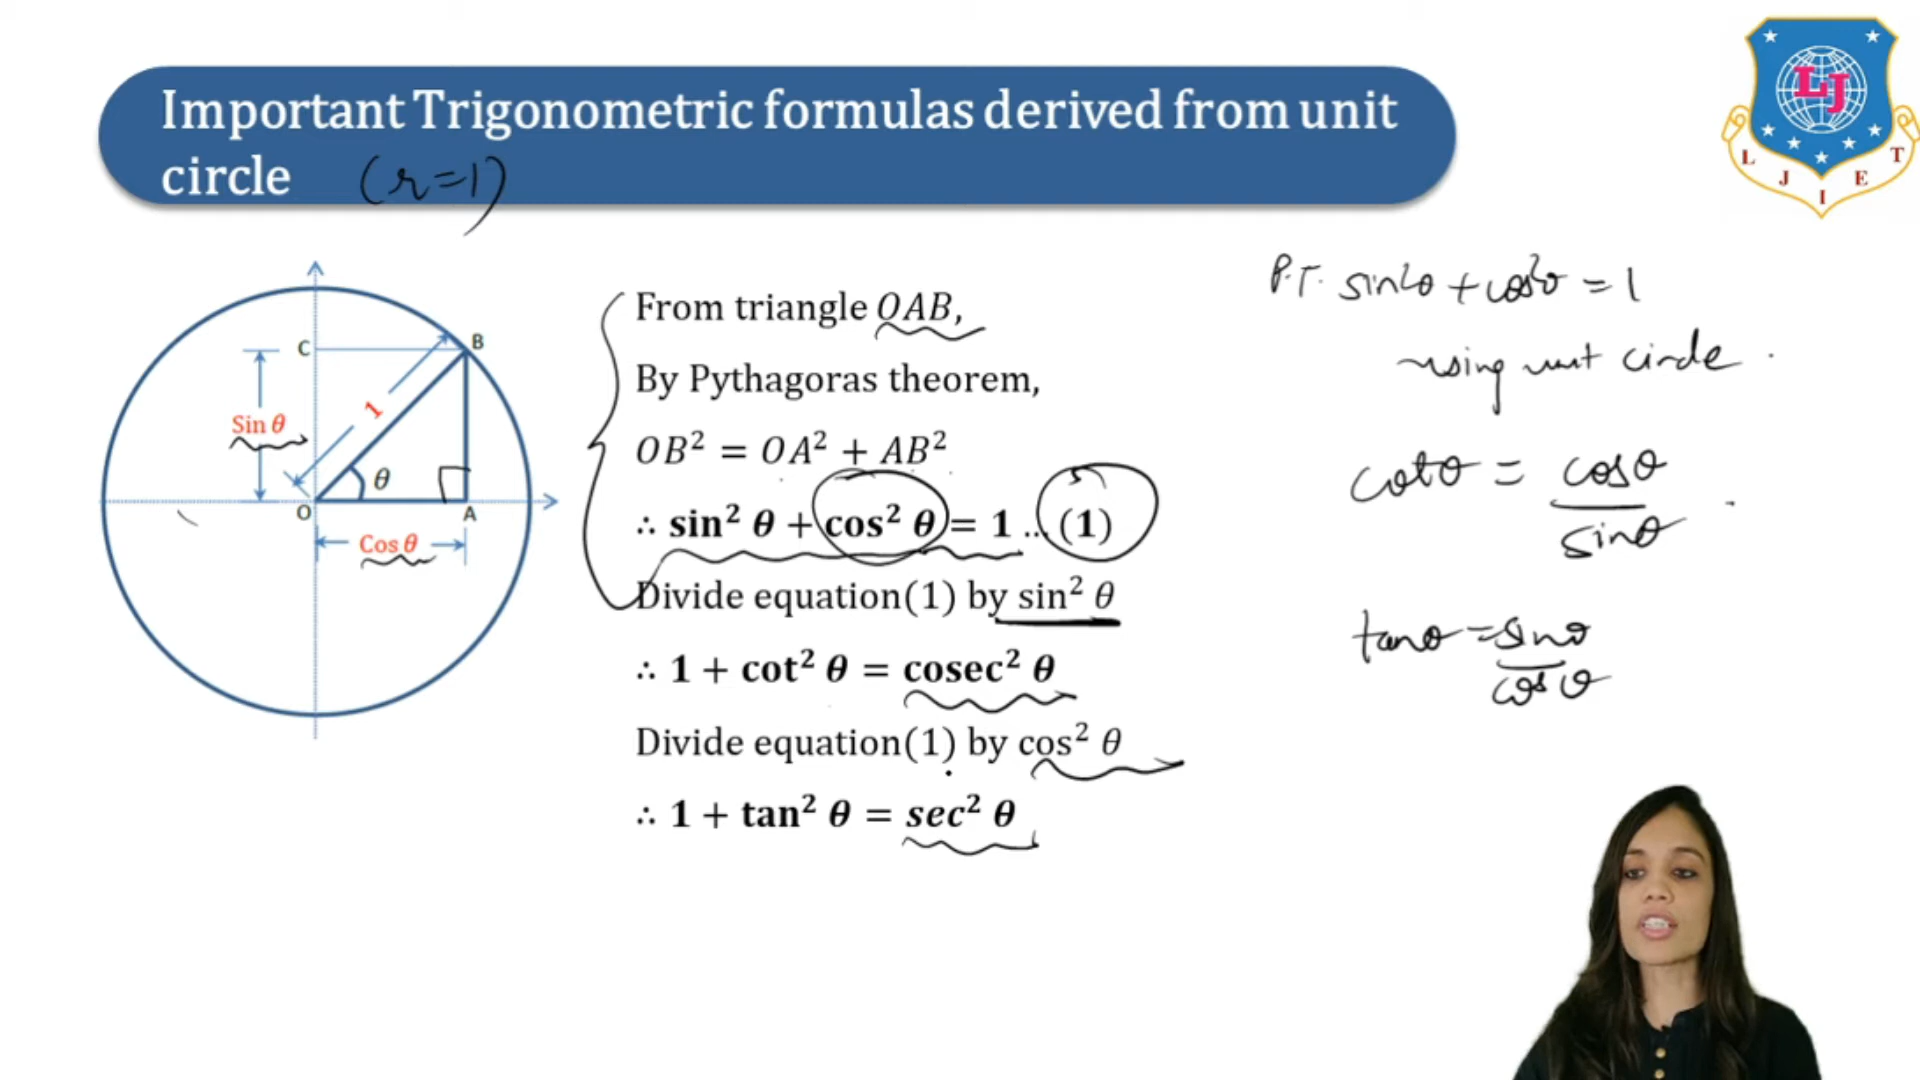 Important Trigonometric formulas derived from unit
circle (r=1)
L J
L J I E T
C B
1
Sin θ
θ
O A
Cos θ
From triangle OAB,
By Pythagoras theorem,
OB² = OA² + AB²
∴ sin² θ + cos² θ = 1 ... (1)
Divide equation(1) by sin² θ
∴ 1 + cot² θ = cosec² θ
Divide equation(1) by cos² θ
∴ 1 + tan² θ = sec² θ
P.T. sin²θ + cos²θ = 1
using unit circle.
cotθ = cosθ
sinθ
tanθ = sinθ
cosθ